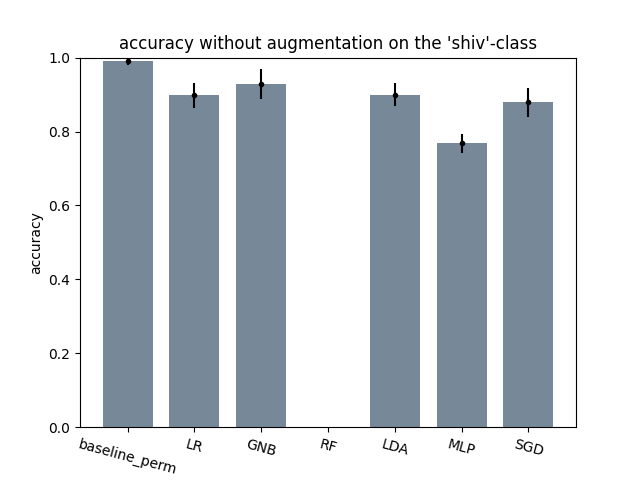 accuracy without augmentation on the 'shiv'-class
1.0
0.8
0.6
0.4
0.2
0.0
accuracy
baseline_perm LR GNB RF LDA MLP SGD